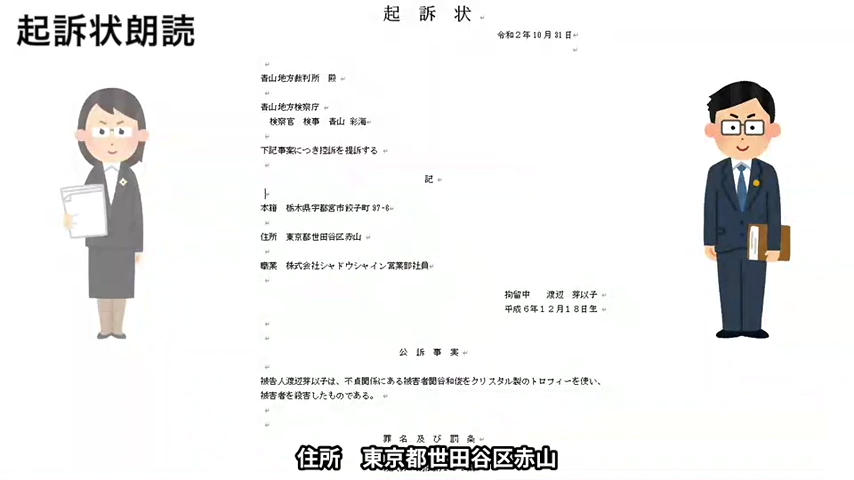 起訴状朗読
起 訴 状
令和２年10月31日
青山地方裁判所 殿
青山地方検察庁
検察官 検事 青山 彩海
下記事案につき控訴を提訴する
記
本籍 栃木県宇都宮市餃子町97-6
住所 東京都世田谷区赤山
職業 株式会社シャドウシャイン営業部社員
拘留中 渡辺 芽以子
平成６年１２月１８日生
公 訴 事 実
被告人渡辺芽以子は、不貞関係にある被害者関谷和俊をクリスタル製のトロフィーを使い、
被害者を殺害したものである。
罪 名 及 び 罰 条
住所 東京都世田谷区赤山